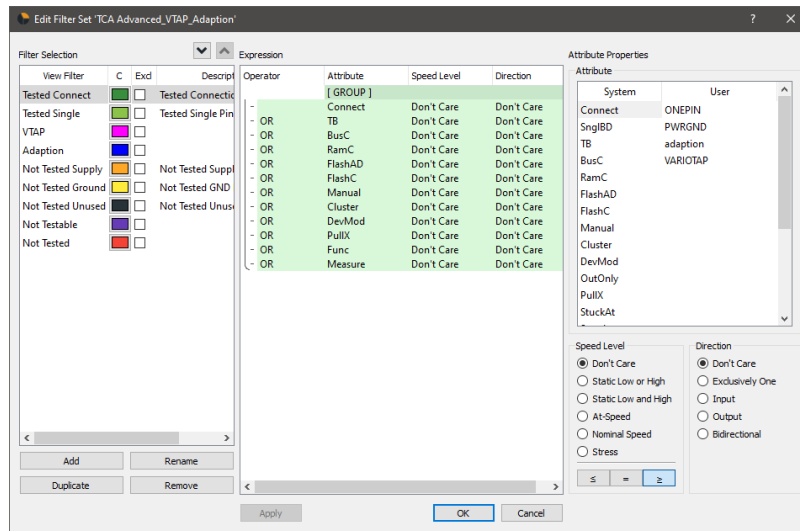 Edit Filter Set 'TCA Advanced_VTAP_Adaption'
?
Filter Selection
View Filter C Excl Descript
Tested Connect Tested Connectic
Tested Single Tested Single Pin
VTAP
Adaption
Not Tested Supply Not Tested Suppl
Not Tested Ground Not Tested GND
Not Tested Unused Not Tested Unus
Not Testable
Not Tested
Add Rename
Duplicate Remove
Expression
Operator Attribute Speed Level Direction
[ GROUP ]
- Connect Don't Care Don't Care
- OR TB Don't Care Don't Care
- OR BusC Don't Care Don't Care
- OR RamC Don't Care Don't Care
- OR FlashAD Don't Care Don't Care
- OR FlashC Don't Care Don't Care
- OR Manual Don't Care Don't Care
- OR Cluster Don't Care Don't Care
- OR DevMod Don't Care Don't Care
- OR PullX Don't Care Don't Care
- OR Func Don't Care Don't Care
- OR Measure Don't Care Don't Care
Apply OK Cancel
Attribute Properties
Attribute
System User
Connect ONEPIN
SnglBD PWRGND
TB adaption
BusC VARIOTAP
RamC
FlashAD
FlashC
Manual
Cluster
DevMod
OutOnly
PullX
StuckAt
Speed Level
Don't Care
Static Low or High
Static Low and High
At-Speed
Nominal Speed
Stress
≤ = ≥
Direction
Don't Care
Exclusively One
Input
Output
Bidirectional